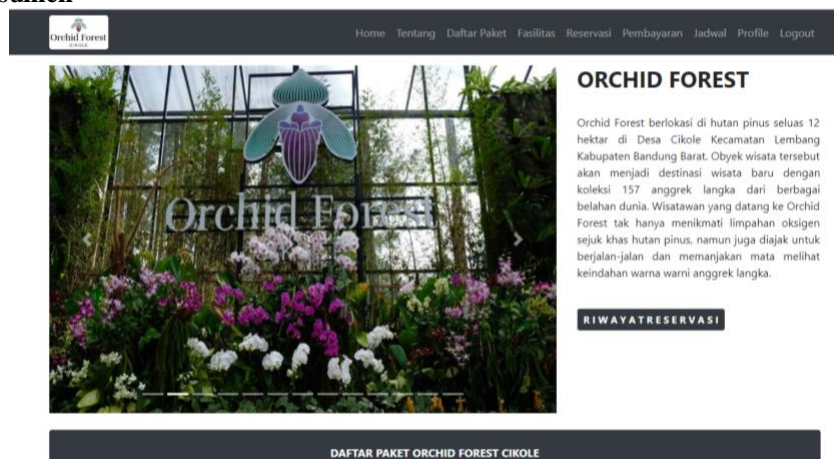 Orchid Forest
CIKOLE
Home Tentang Daftar Paket Fasilitas Reservasi Pembayaran Jadwal Profile Logout
Orchid Forest
ORCHID FOREST
Orchid Forest berlokasi di hutan pinus seluas 12
hektar di Desa Cikole Kecamatan Lembang
Kabupaten Bandung Barat. Obyek wisata tersebut
akan menjadi destinasi wisata baru dengan
koleksi 157 anggrek langka dari berbagai
belahan dunia. Wisatawan yang datang ke Orchid
Forest tak hanya menikmati limpahan oksigen
sejuk khas hutan pinus, namun juga diajak untuk
berjalan-jalan dan memanjakan mata melihat
keindahan warna warni anggrek langka.
RIWAYATRESERVASI
DAFTAR PAKET ORCHID FOREST CIKOLE